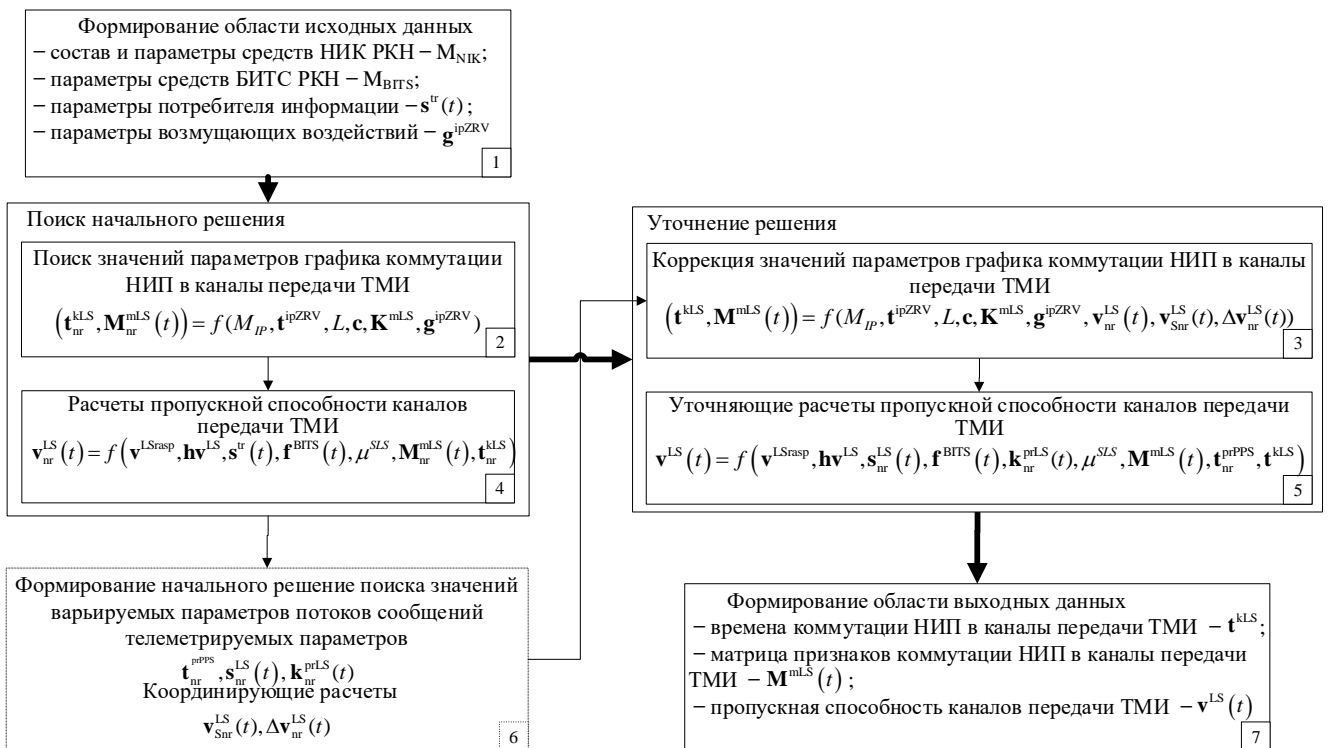 Формирование области исходных данных
− состав и параметры средств НИК РКН − M_NIK;
− параметры средств БИТС РКН − M_BITS;
− параметры потребителя информации − s^tr(t);
− параметры возмущающих воздействий − g^ipZRV
1
Поиск начального решения
Поиск значений параметров графика коммутации
НИП в каналы передачи ТМИ
(t_nr^kLS, M_nr^mLS(t)) = f(M_IP, t^ipZRV, L, c, K^mLS, g^ipZRV)
2
Расчеты пропускной способности каналов
передачи ТМИ
v_nr^LS(t) = f(v^LSrasp, hv^LS, s^tr(t), f^BITS(t), μ^SLS, M_nr^mLS(t), t_nr^kLS)
4
Формирование начального решение поиска значений
варьируемых параметров потоков сообщений
телеметрируемых параметров
t_nr^prPPS, s_nr^LS(t), k_nr^prLS(t)
Координирующие расчеты
v_Snr^LS(t), Δv_nr^LS(t)
6
Уточнение решения
Коррекция значений параметров графика коммутации НИП в каналы
передачи ТМИ
(t^kLS, M^mLS(t)) = f(M_IP, t^ipZRV, L, c, K^mLS, g^ipZRV, v_nr^LS(t), v_Snr^LS(t), Δv_nr^LS(t))
3
Уточняющие расчеты пропускной способности каналов передачи
ТМИ
v^LS(t) = f(v^LSrasp, hv^LS, s_nr^LS(t), f^BITS(t), k_nr^prLS(t), μ^SLS, M^mLS(t), t_nr^prPPS, t^kLS)
5
Формирование области выходных данных
− времена коммутации НИП в каналы передачи ТМИ − t^kLS;
− матрица признаков коммутации НИП в каналы передачи
ТМИ − M^mLS(t);
− пропускная способность каналов передачи ТМИ − v^LS(t)
7